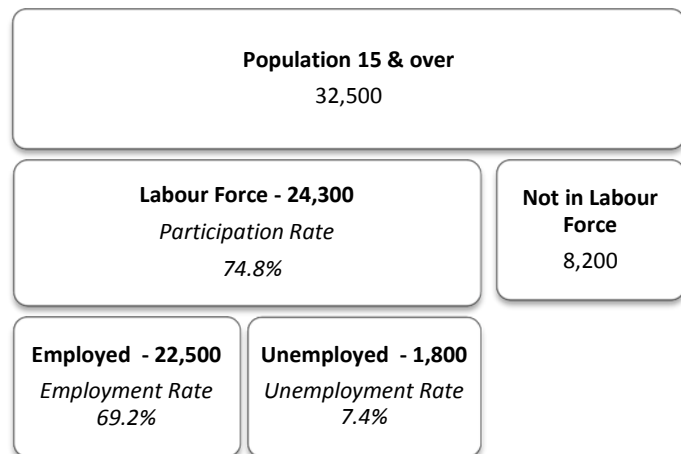 Population 15 & over
32,500
Labour Force - 24,300
Participation Rate
74.8%
Not in Labour
Force
8,200
Employed - 22,500
Employment Rate
69.2%
Unemployed - 1,800
Unemployment Rate
7.4%